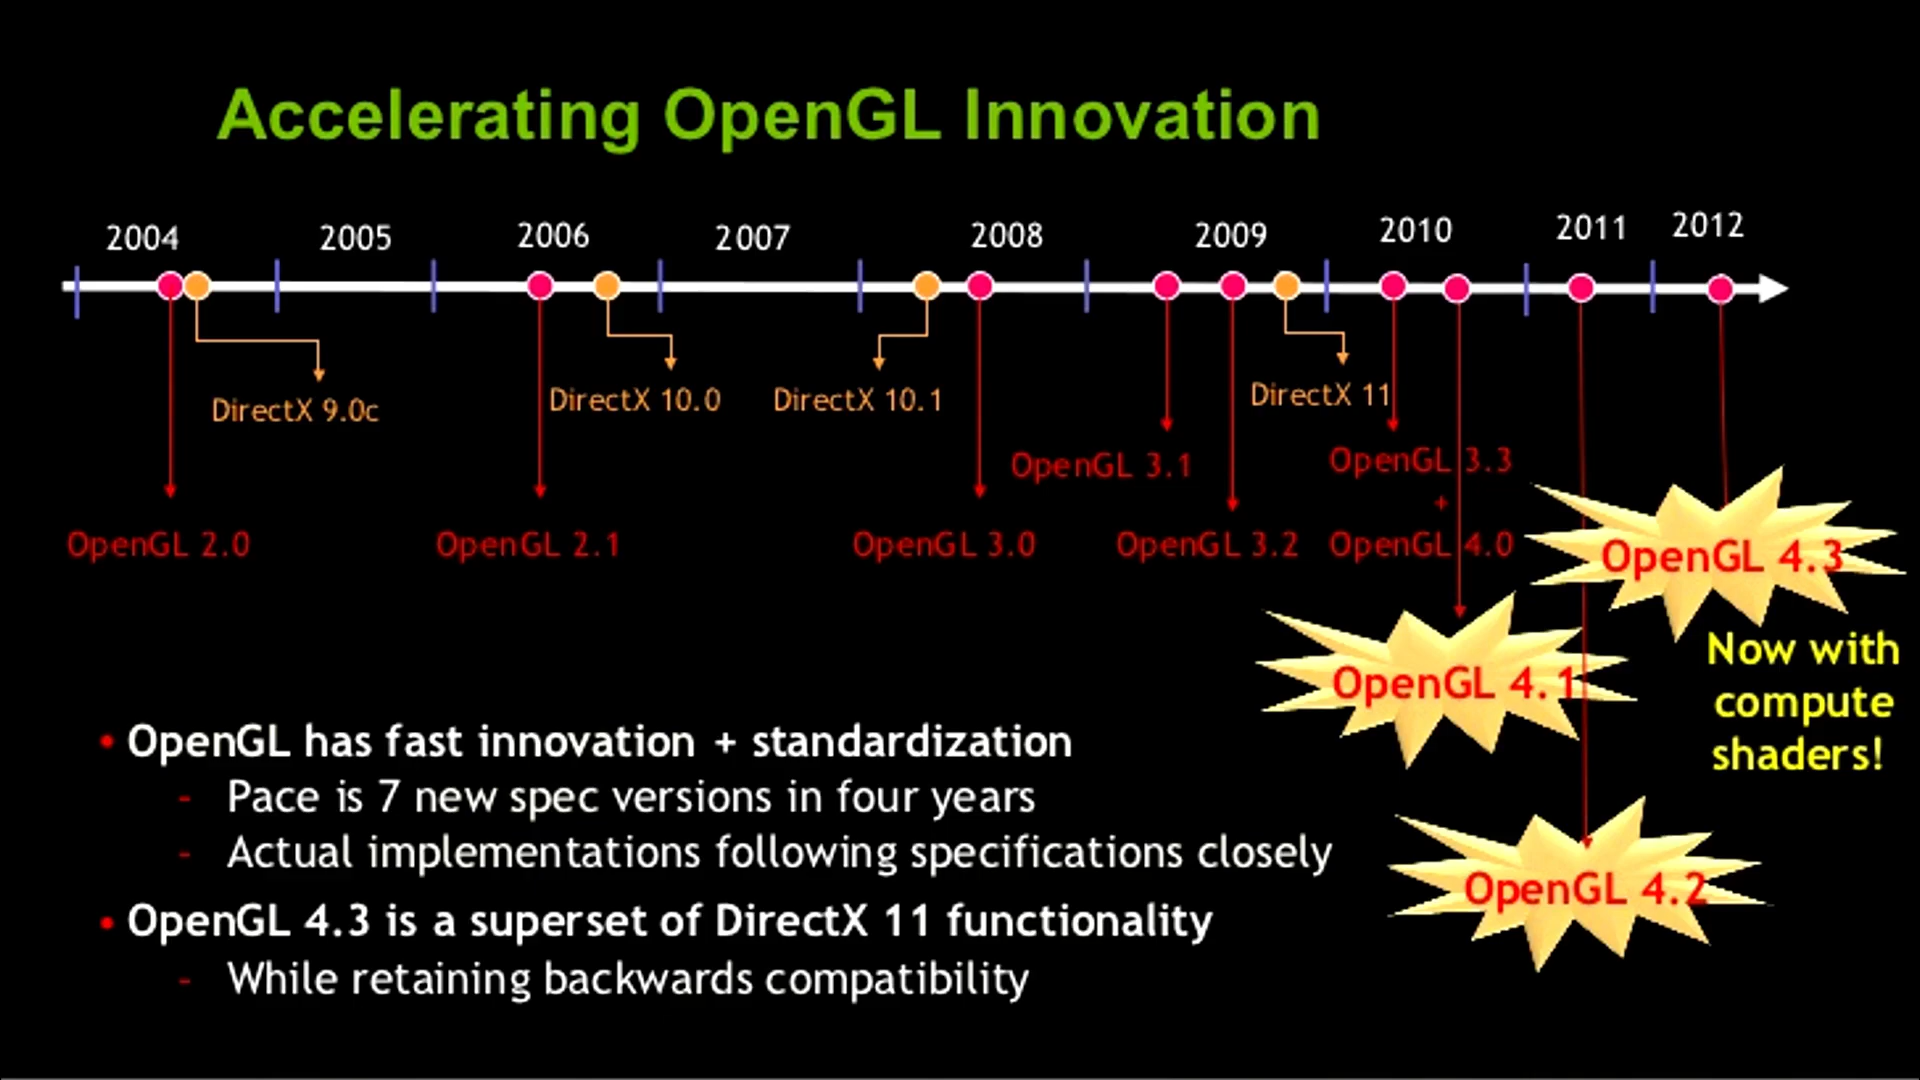 Accelerating OpenGL Innovation
2004 2005 2006 2007 2008 2009 2010 2011 2012
DirectX 9.0c
DirectX 10.0
DirectX 10.1
DirectX 11
OpenGL 3.1
OpenGL 3.3
+
OpenGL 2.0
OpenGL 2.1
OpenGL 3.0
OpenGL 3.2
OpenGL 4.0
OpenGL 4.3
OpenGL 4.1
Now with
compute
shaders!
OpenGL 4.2
• OpenGL has fast innovation + standardization
- Pace is 7 new spec versions in four years
- Actual implementations following specifications closely
• OpenGL 4.3 is a superset of DirectX 11 functionality
- While retaining backwards compatibility